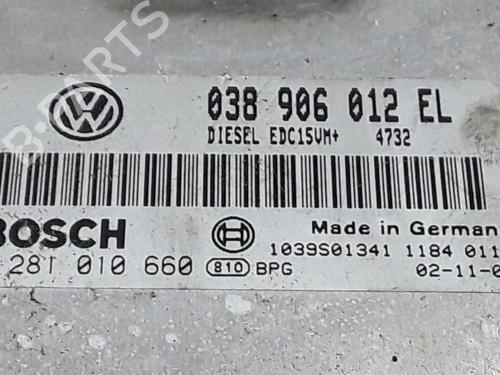 038 906 012 EL
DIESEL EDC15VM+ 4732
BOSCH
Made in German
281 010 660
810 BPG
1039S01341 1184 011
02-11-0
B-PARTS